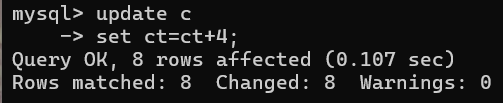 mysql> update c
    -> set ct=ct+4;
Query OK, 8 rows affected (0.107 sec)
Rows matched: 8  Changed: 8  Warnings: 0